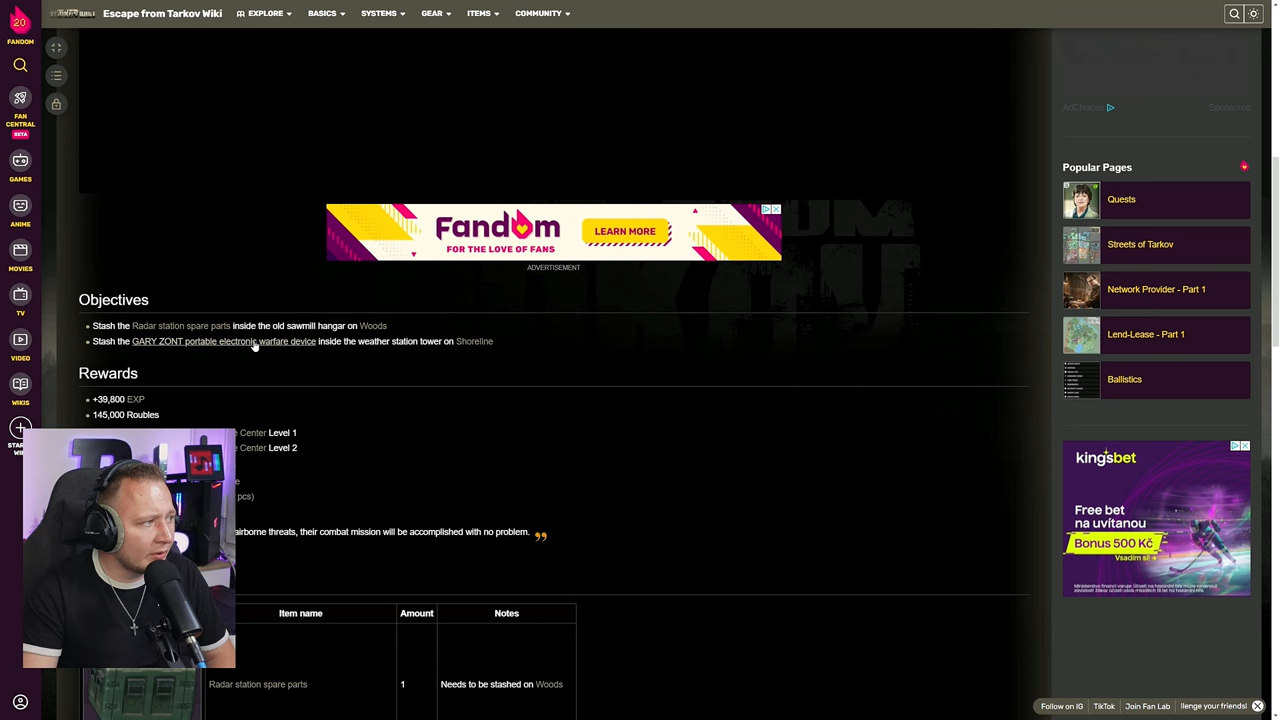 20
Escape from Tarkov Wiki
EXPLORE
BASICS
SYSTEMS
GEAR
ITEMS
COMMUNITY
FANDOM
FAN
CENTRAL
BETA
GAMES
ANIME
MOVIES
TV
VIDEO
WIKIS
STAR
WI
AdChoices
Sponsored
Popular Pages
Quests
Streets of Tarkov
Network Provider - Part 1
Lend-Lease - Part 1
Ballistics
Fandom
FOR THE LOVE OF FANS
LEARN MORE
ADVERTISEMENT
Objectives
Stash the Radar station spare parts inside the old sawmill hangar on Woods
Stash the GARY ZONT portable electronic warfare device inside the weather station tower on Shoreline
Rewards
+39,800 EXP
145,000 Roubles
e Center Level 1
e Center Level 2
e
pcs)
airborne threats, their combat mission will be accomplished with no problem.
Item name Amount Notes
Radar station spare parts 1 Needs to be stashed on Woods
kingsbet
Free bet
na uvítanou
Bonus 500 Kč
Vsadím si!
Follow on IG
TikTok
Join Fan Lab
llenge your friends!